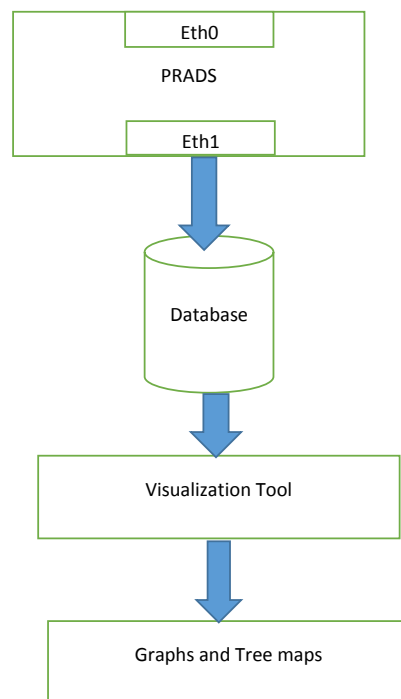 Eth0
PRADS
Eth1
Database
Visualization Tool
Graphs and Tree maps